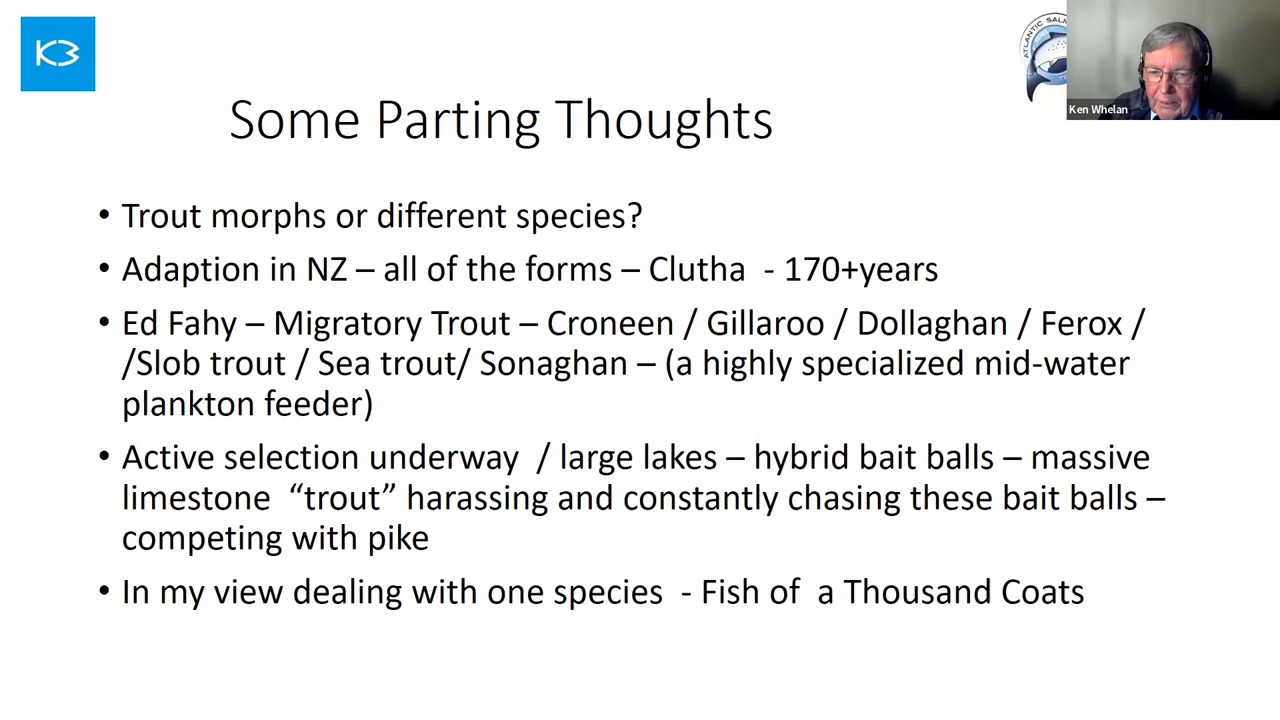 K3
ATLANTIC SAL
Ken Whelan
Some Parting Thoughts
• Trout morphs or different species?
• Adaption in NZ – all of the forms – Clutha - 170+years
• Ed Fahy – Migratory Trout – Croneen / Gillaroo / Dollaghan / Ferox /
/Slob trout / Sea trout/ Sonaghan – (a highly specialized mid-water
plankton feeder)
• Active selection underway / large lakes – hybrid bait balls – massive
limestone “trout” harassing and constantly chasing these bait balls –
competing with pike
• In my view dealing with one species - Fish of a Thousand Coats